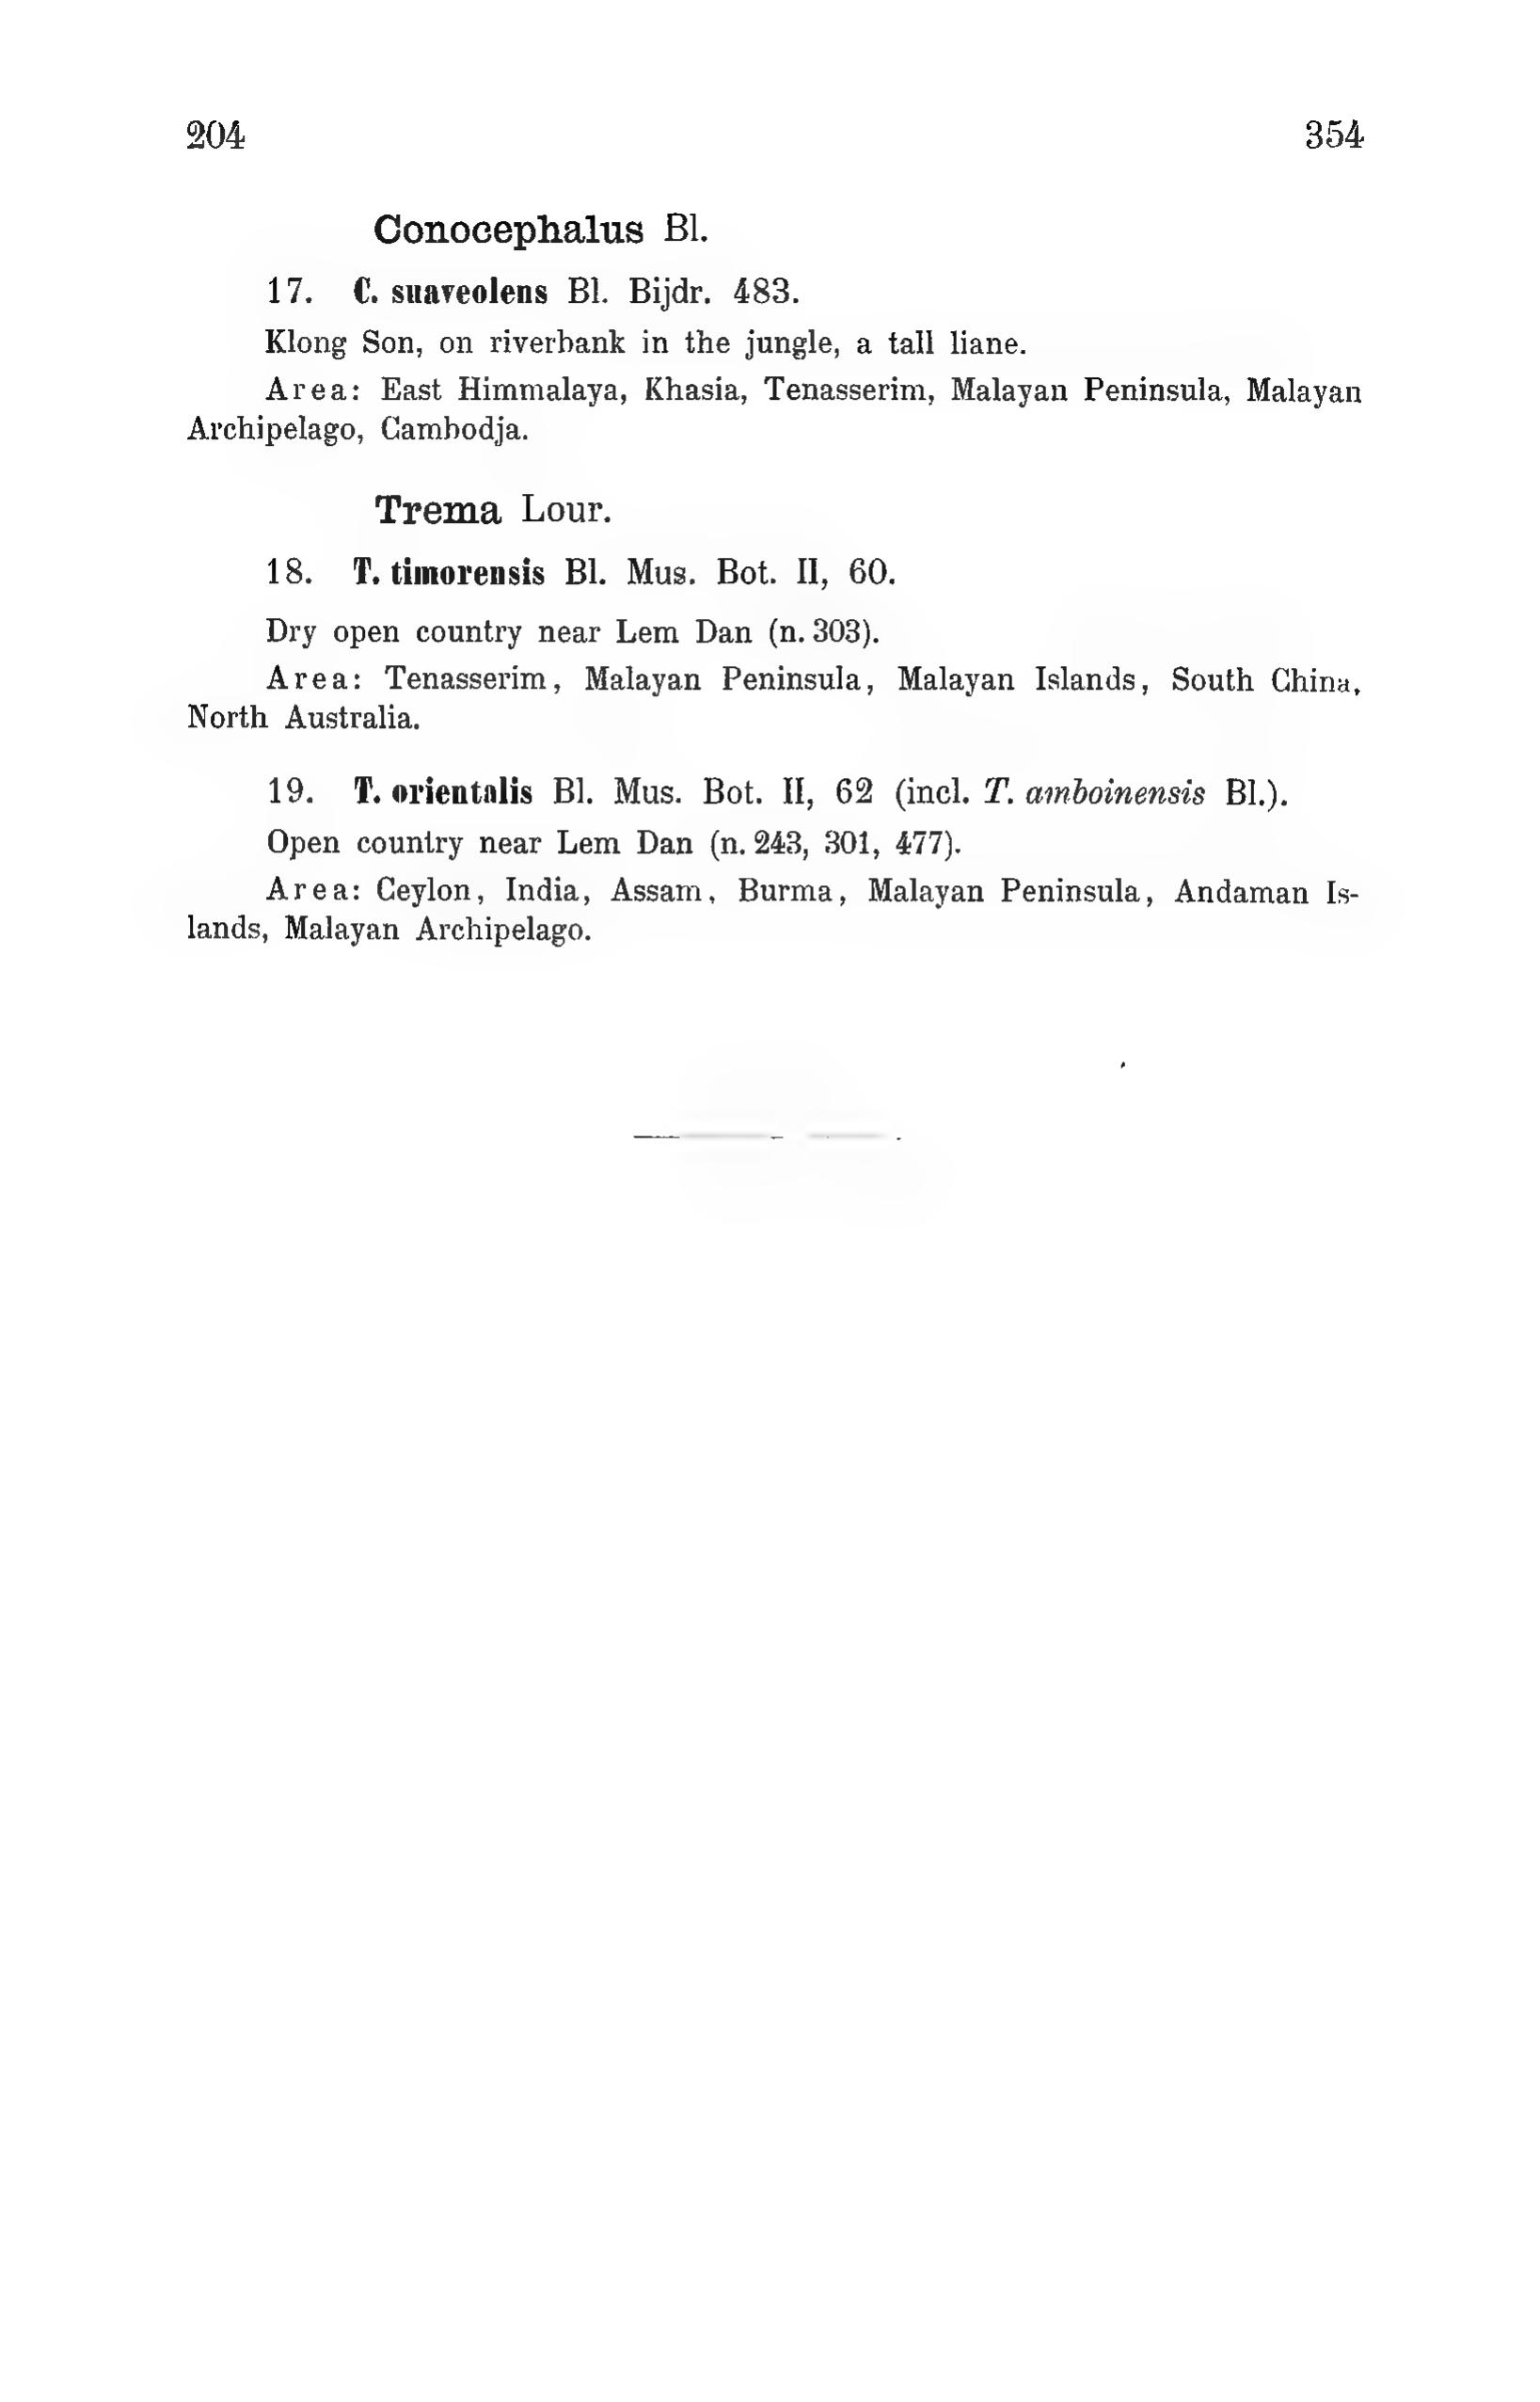 204 354
Conocephalus Bl.
17. C. suaveolens Bl. Bijdr. 483.
Klong Son, on riverbank in the jungle, a tall liane.
Area: East Himmalaya, Khasia, Tenasserim, Malayan Peninsula, Malayan
Archipelago, Cambodja.
Trema Lour.
18. T. timorensis Bl. Mus. Bot. II, 60.
Dry open country near Lem Dan (n. 303).
Area: Tenasserim, Malayan Peninsula, Malayan Islands, South China,
North Australia.
19. T. orientalis Bl. Mus. Bot. II, 62 (incl. T. amboinensis Bl.).
Open country near Lem Dan (n. 243, 301, 477).
Area: Ceylon, India, Assam, Burma, Malayan Peninsula, Andaman Is-
lands, Malayan Archipelago.